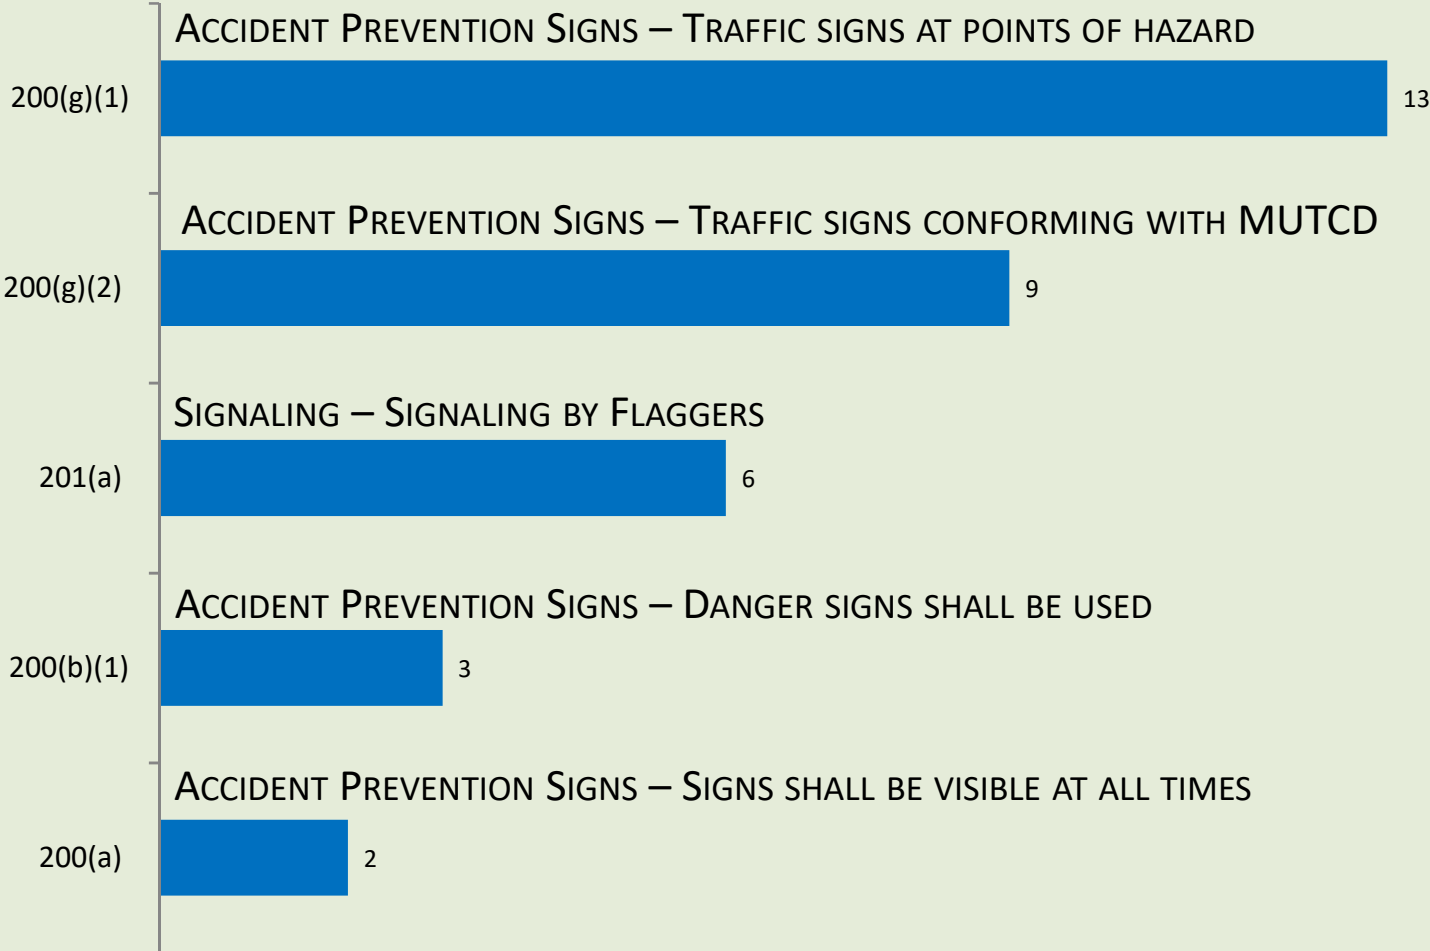 Accident Prevention Signs – Traffic signs at points of hazard
200(g)(1)
13
Accident Prevention Signs – Traffic signs conforming with MUTCD
200(g)(2)
9
Signaling – Signaling by Flaggers
201(a)
6
Accident Prevention Signs – Danger signs shall be used
200(b)(1)
3
Accident Prevention Signs – Signs shall be visible at all times
200(a)
2